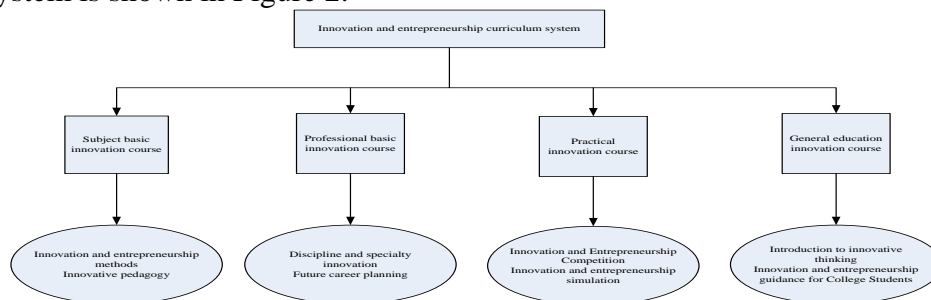 ystem is shown in Figure 2.
Innovation and entrepreneurship curriculum system
Subject basic
innovation course
Professional basic
innovation course
Practical
innovation course
General education
innovation course
Innovation and entrepreneurship
methods
Innovative pedagogy
Discipline and specialty
innovation
Future career planning
Innovation and Entrepreneurship
Competition
Innovation and entrepreneurship
simulation
Introduction to innovative
thinking
Innovation and entrepreneurship
guidance for College Students